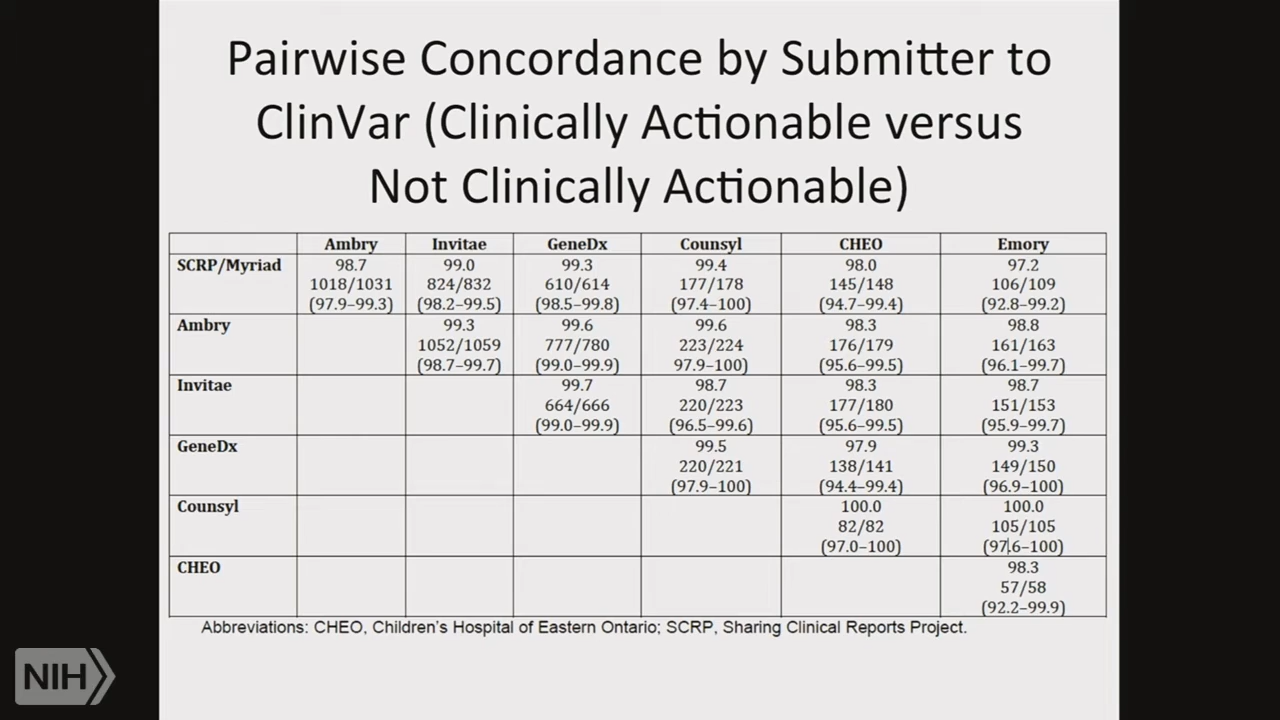 Pairwise Concordance by Submitter to
ClinVar (Clinically Actionable versus
Not Clinically Actionable)
Ambry Invitae GeneDx Counsyl CHEO Emory
SCRP/Myriad 98.7 99.0 99.3 99.4 98.0 97.2
1018/1031 824/832 610/614 177/178 145/148 106/109
(97.9–99.3) (98.2–99.5) (98.5–99.8) (97.4–100) (94.7–99.4) (92.8–99.2)
Ambry 99.3 99.6 99.6 98.3 98.8
1052/1059 777/780 223/224 176/179 161/163
(98.7–99.7) (99.0–99.9) 97.9–100) (95.6–99.5) (96.1–99.7)
Invitae 99.7 98.7 98.3 98.7
664/666 220/223 177/180 151/153
(99.0–99.9) (96.5–99.6) (95.6–99.5) (95.9–99.7)
GeneDx 99.5 97.9 99.3
220/221 138/141 149/150
(97.9–100) (94.4–99.4) (96.9–100)
Counsyl 100.0 100.0
82/82 105/105
(97.0–100) (97.6–100)
CHEO 98.3
57/58
(92.2–99.9)
Abbreviations: CHEO, Children's Hospital of Eastern Ontario; SCRP, Sharing Clinical Reports Project.
NIH